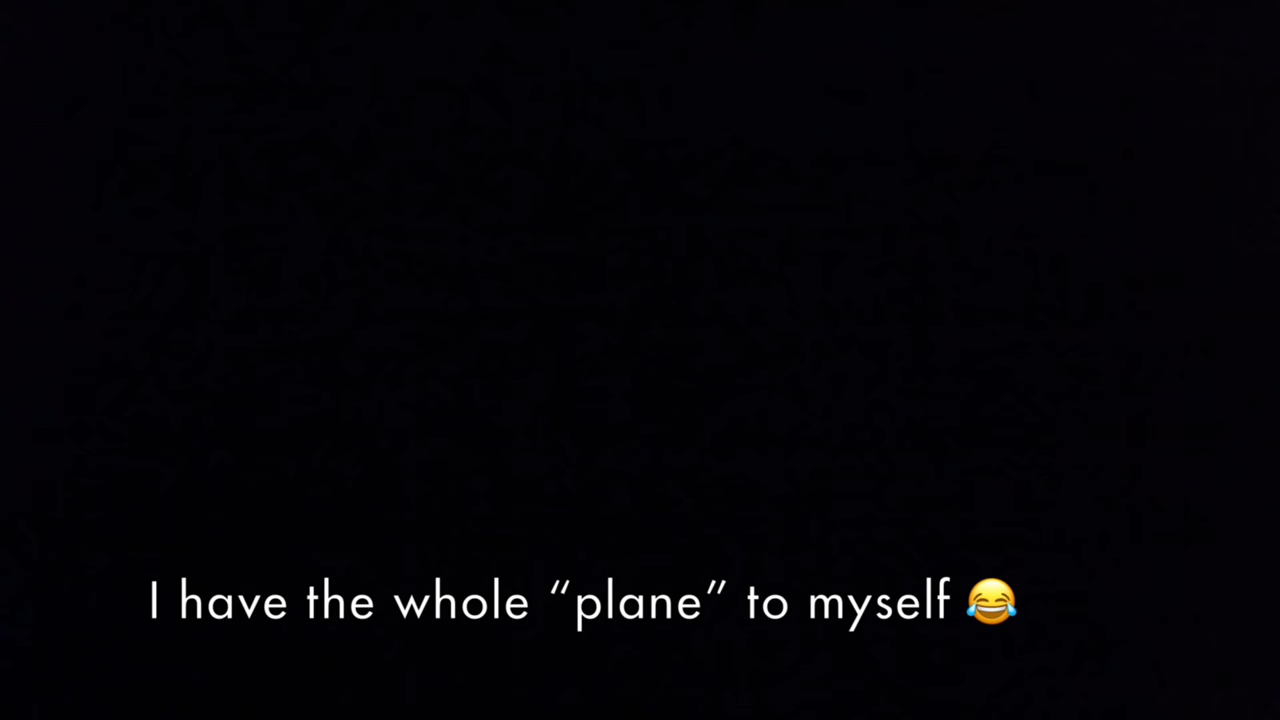 I have the whole “plane” to myself 😂